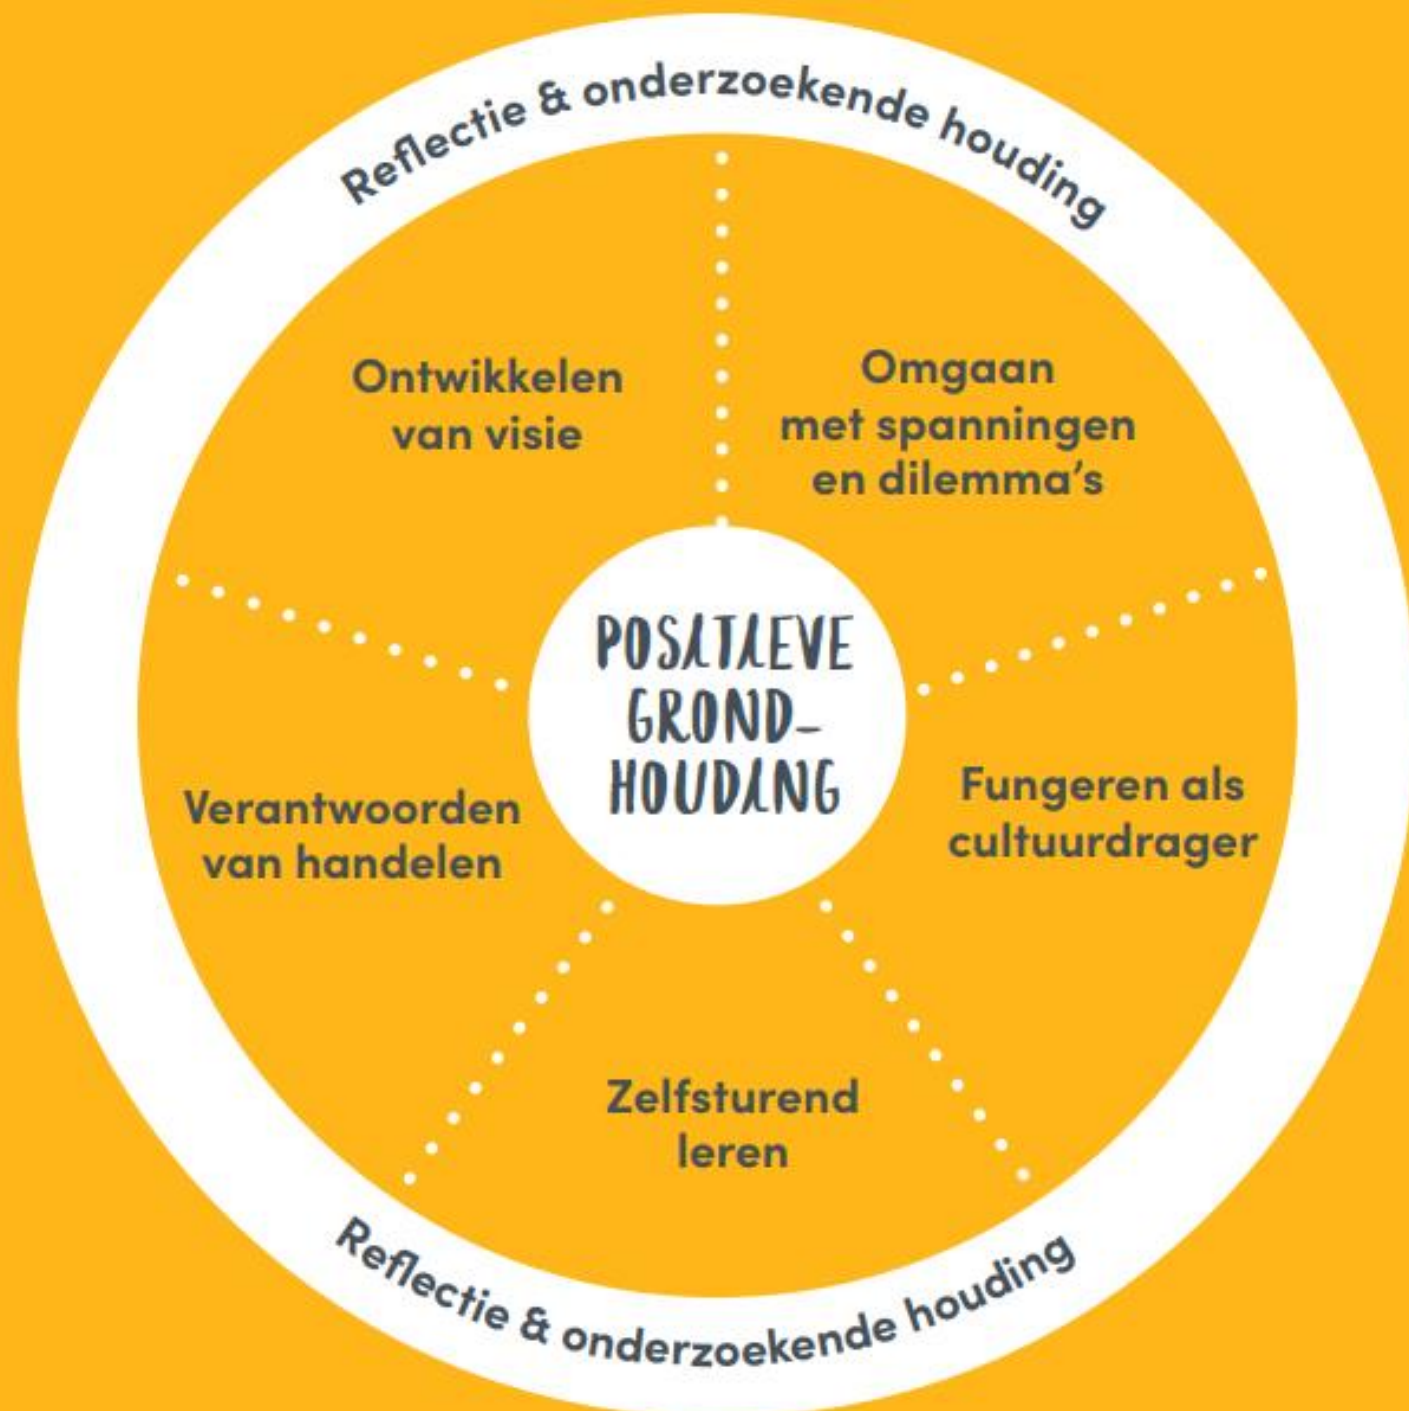 Reflectie & onderzoekende houding
Ontwikkelen
van visie
Omgaan
met spanningen
en dilemma's
POSITIEVE
GROND-
HOUDING
Verantwoorden
van handelen
Fungeren als
cultuurdrager
Zelfsturend
leren
Reflectie & onderzoekende houding